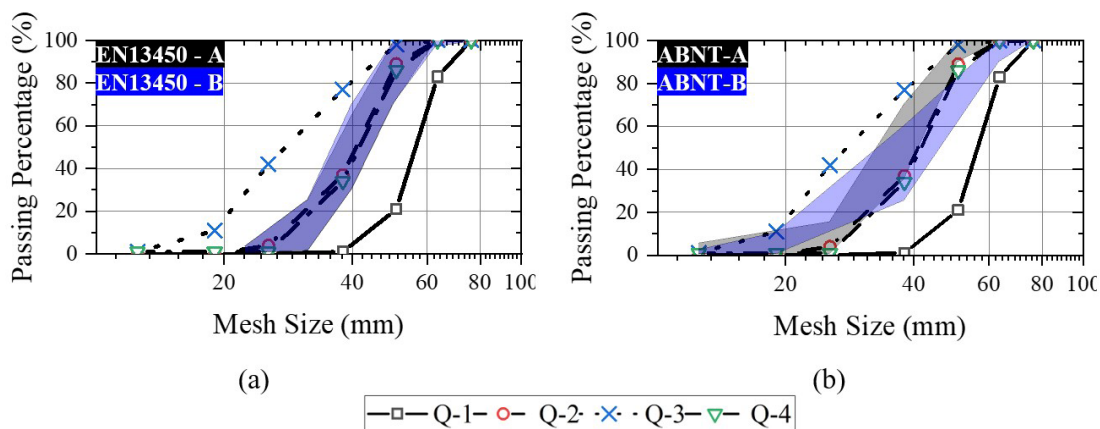 EN13450 - A
EN13450 - B
100
80
60
40
20
0
20
40
60
80
100
Passing Percentage (%)
Mesh Size (mm)
(a)
ABNT-A
ABNT-B
100
80
60
40
20
0
20
40
60
80
100
Passing Percentage (%)
Mesh Size (mm)
(b)
Q-1
Q-2
Q-3
Q-4